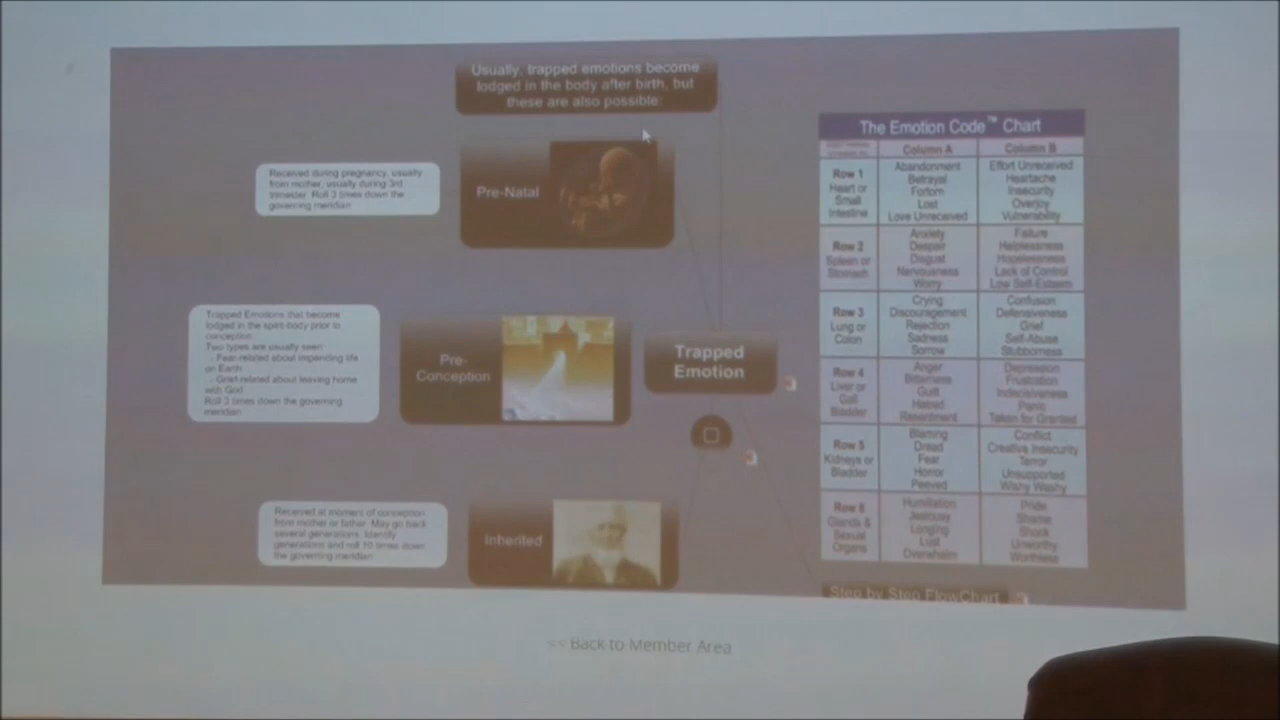 Usually, trapped emotions become
lodged in the body after birth, but
these are also possible:
Received during pregnancy, usually
from mother, usually during 3rd
trimester. Roll 3 times down the
governing meridian
Pre-Natal
Trapped Emotions that become
lodged in the spirit-body prior to
conception
Two types are usually seen:
- Fear-related about impending life
on Earth
- Grief-related about leaving home
with God
Roll 3 times down the governing
meridian
Pre-
Conception
Trapped
Emotion
Received at moment of conception
from mother or father. May go back
several generations. Identify
generations and roll 10 times down
the governing meridian
Inherited
The Emotion Code™ Chart
Column A
Column B
Row 1
Heart or
Small
Intestine
Abandonment
Betrayal
Forlorn
Lost
Love Unreceived
Effort Unreceived
Heartache
Insecurity
Overjoy
Vulnerability
Row 2
Spleen or
Stomach
Anxiety
Despair
Disgust
Nervousness
Worry
Failure
Helplessness
Hopelessness
Lack of Control
Low Self-Esteem
Row 3
Lung or
Colon
Crying
Discouragement
Rejection
Sadness
Sorrow
Confusion
Defensiveness
Grief
Self-Abuse
Stubborness
Row 4
Liver or
Gall
Bladder
Anger
Bitterness
Guilt
Hatred
Resentment
Depression
Frustration
Indecisiveness
Panic
Taken for Granted
Row 5
Kidneys or
Bladder
Blaming
Dread
Fear
Horror
Peeved
Conflict
Creative Insecurity
Terror
Unsupported
Wishy Washy
Row 6
Glands &
Sexual
Organs
Humiliation
Jealousy
Longing
Lust
Overwhelm
Pride
Shame
Shock
Unworthy
Worthless
Step by Step FlowChart
<< Back to Member Area